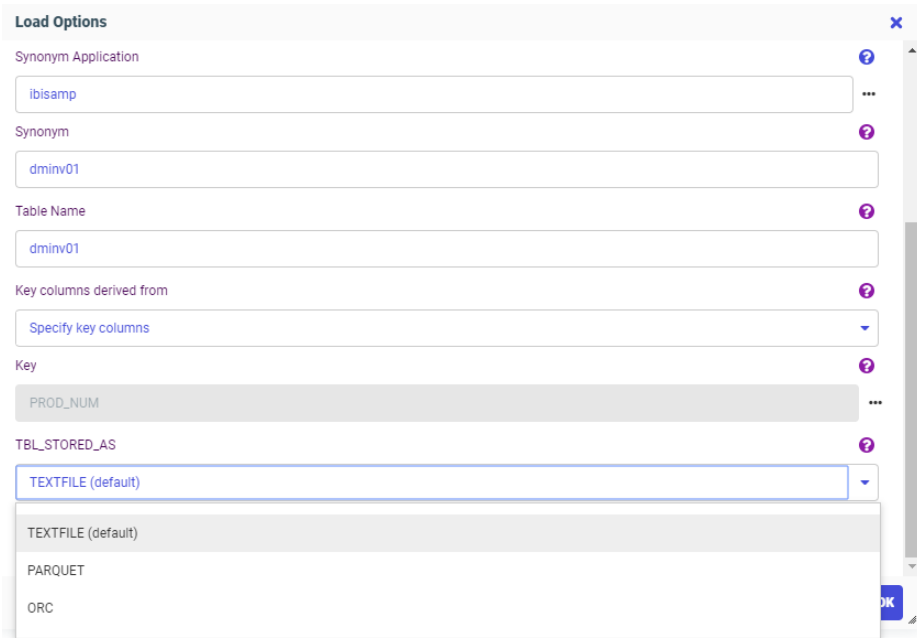 Load Options
Synonym Application
ibisamp
Synonym
dminv01
Table Name
dminv01
Key columns derived from
Specify key columns
Key
PROD_NUM
TBL_STORED_AS
TEXTFILE (default)
TEXTFILE (default)
PARQUET
ORC
OK